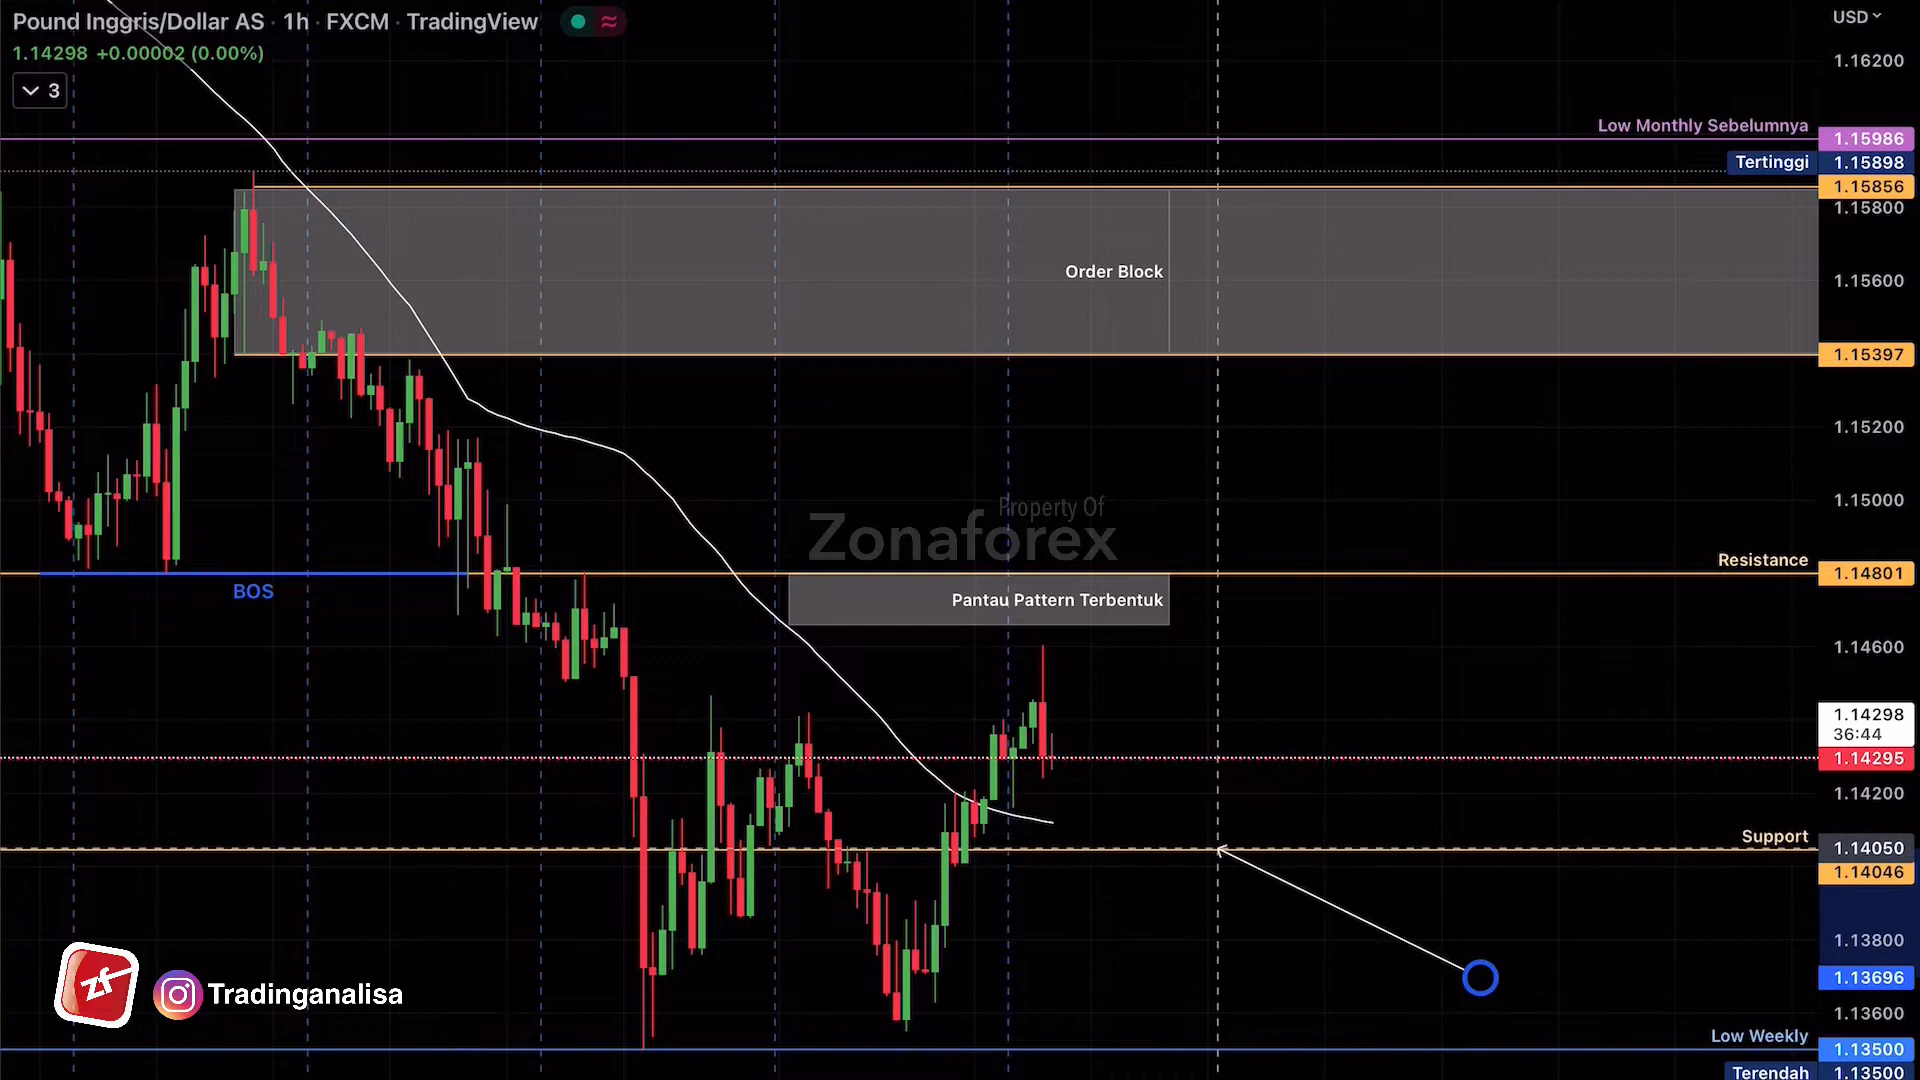 Pound Inggris/Dollar AS · 1h · FXCM · TradingView
1.14298 +0.00002 (0.00%)
3
USD
1.16200
Low Monthly Sebelumnya 1.15986
Tertinggi 1.15898
1.15856
1.15800
Order Block
1.15600
1.15397
1.15200
1.15000
Property Of
Zonaforex
Resistance
1.14801
BOS
Pantau Pattern Terbentuk
1.14600
1.14298
36:44
1.14295
1.14200
Support
1.14050
1.14046
1.13800
1.13696
zf
Tradinganalisa
1.13600
Low Weekly
1.13500
Terendah 1.13500